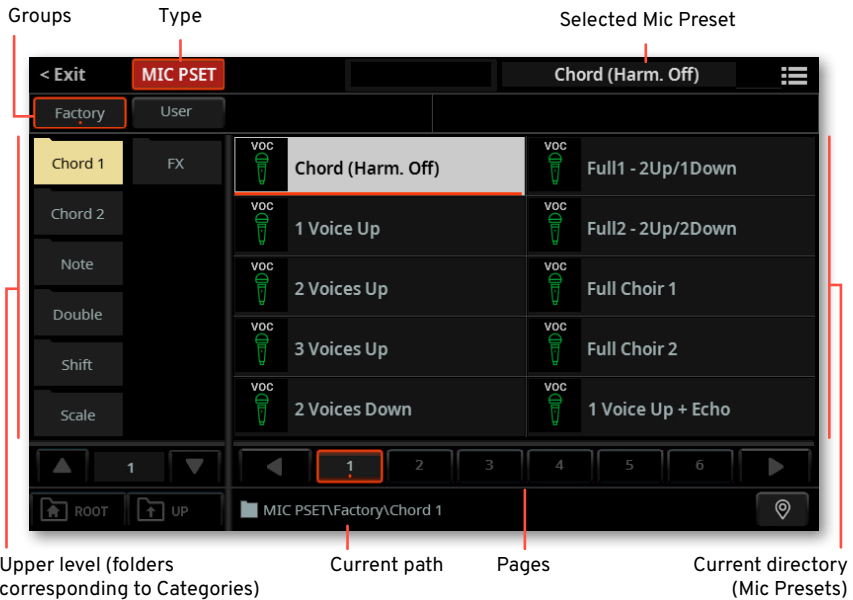 Groups Type Selected Mic Preset
< Exit MIC PSET Chord (Harm. Off)
Factory User
Chord 1 FX VOC Chord (Harm. Off) VOC Full1 - 2Up/1Down
Chord 2 VOC 1 Voice Up VOC Full2 - 2Up/2Down
Note VOC 2 Voices Up VOC Full Choir 1
Double VOC 3 Voices Up VOC Full Choir 2
Shift VOC 2 Voices Down VOC 1 Voice Up + Echo
Scale
1 1 2 3 4 5 6
ROOT UP MIC PSET\Factory\Chord 1
Upper level (folders Current path Pages Current directory
corresponding to Categories) (Mic Presets)